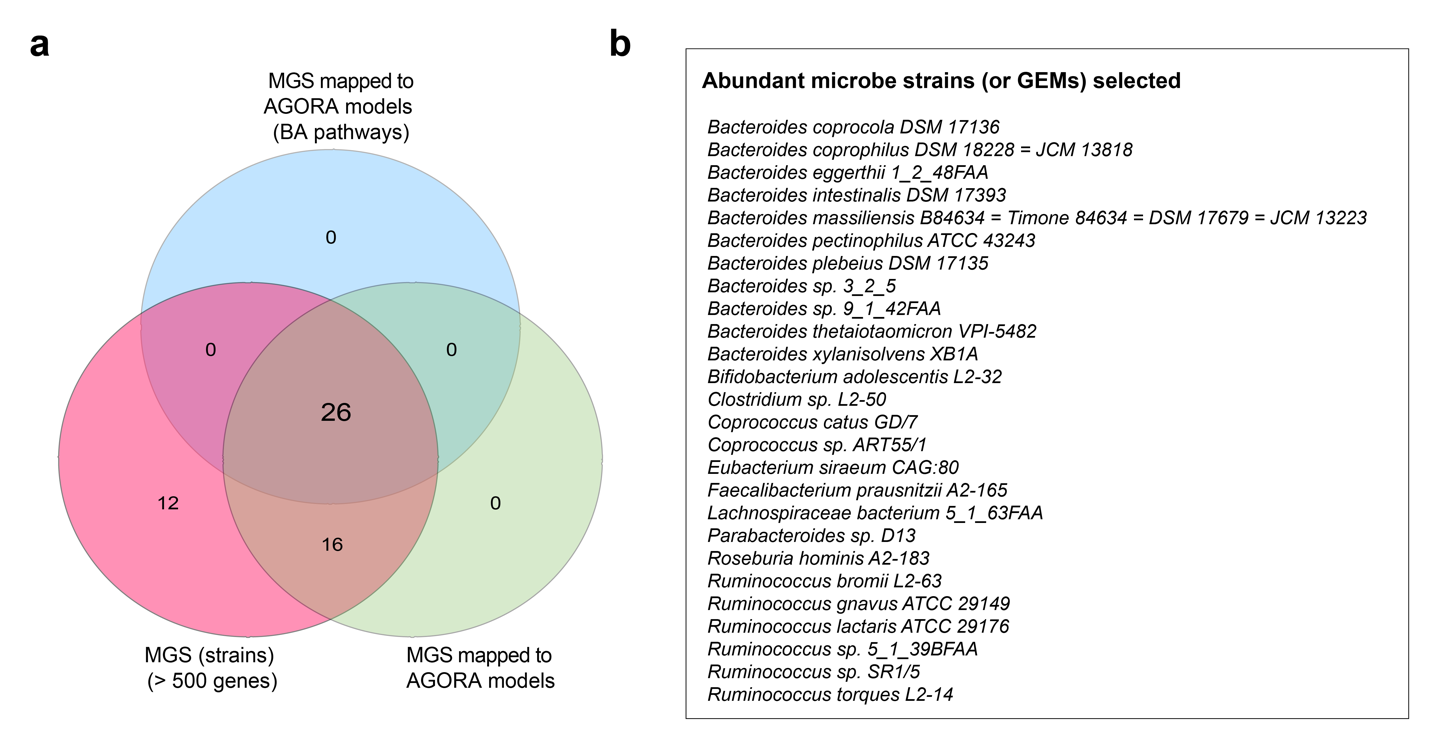 a
MGS mapped to
AGORA models
(BA pathways)
0
0
0
26
12
0
16
MGS (strains)
(> 500 genes)
MGS mapped to
AGORA models
b
Abundant microbe strains (or GEMs) selected
Bacteroides coprocola DSM 17136
Bacteroides coprophilus DSM 18228 = JCM 13818
Bacteroides eggerthii 1_2_48FAA
Bacteroides intestinalis DSM 17393
Bacteroides massiliensis B84634 = Timone 84634 = DSM 17679 = JCM 13223
Bacteroides pectinophilus ATCC 43243
Bacteroides plebeius DSM 17135
Bacteroides sp. 3_2_5
Bacteroides sp. 9_1_42FAA
Bacteroides thetaiotaomicron VPI-5482
Bacteroides xylanisolvens XB1A
Bifidobacterium adolescentis L2-32
Clostridium sp. L2-50
Coprococcus catus GD/7
Coprococcus sp. ART55/1
Eubacterium siraeum CAG:80
Faecalibacterium prausnitzii A2-165
Lachnospiraceae bacterium 5_1_63FAA
Parabacteroides sp. D13
Roseburia hominis A2-183
Ruminococcus bromii L2-63
Ruminococcus gnavus ATCC 29149
Ruminococcus lactaris ATCC 29176
Ruminococcus sp. 5_1_39BFAA
Ruminococcus sp. SR1/5
Ruminococcus torques L2-14